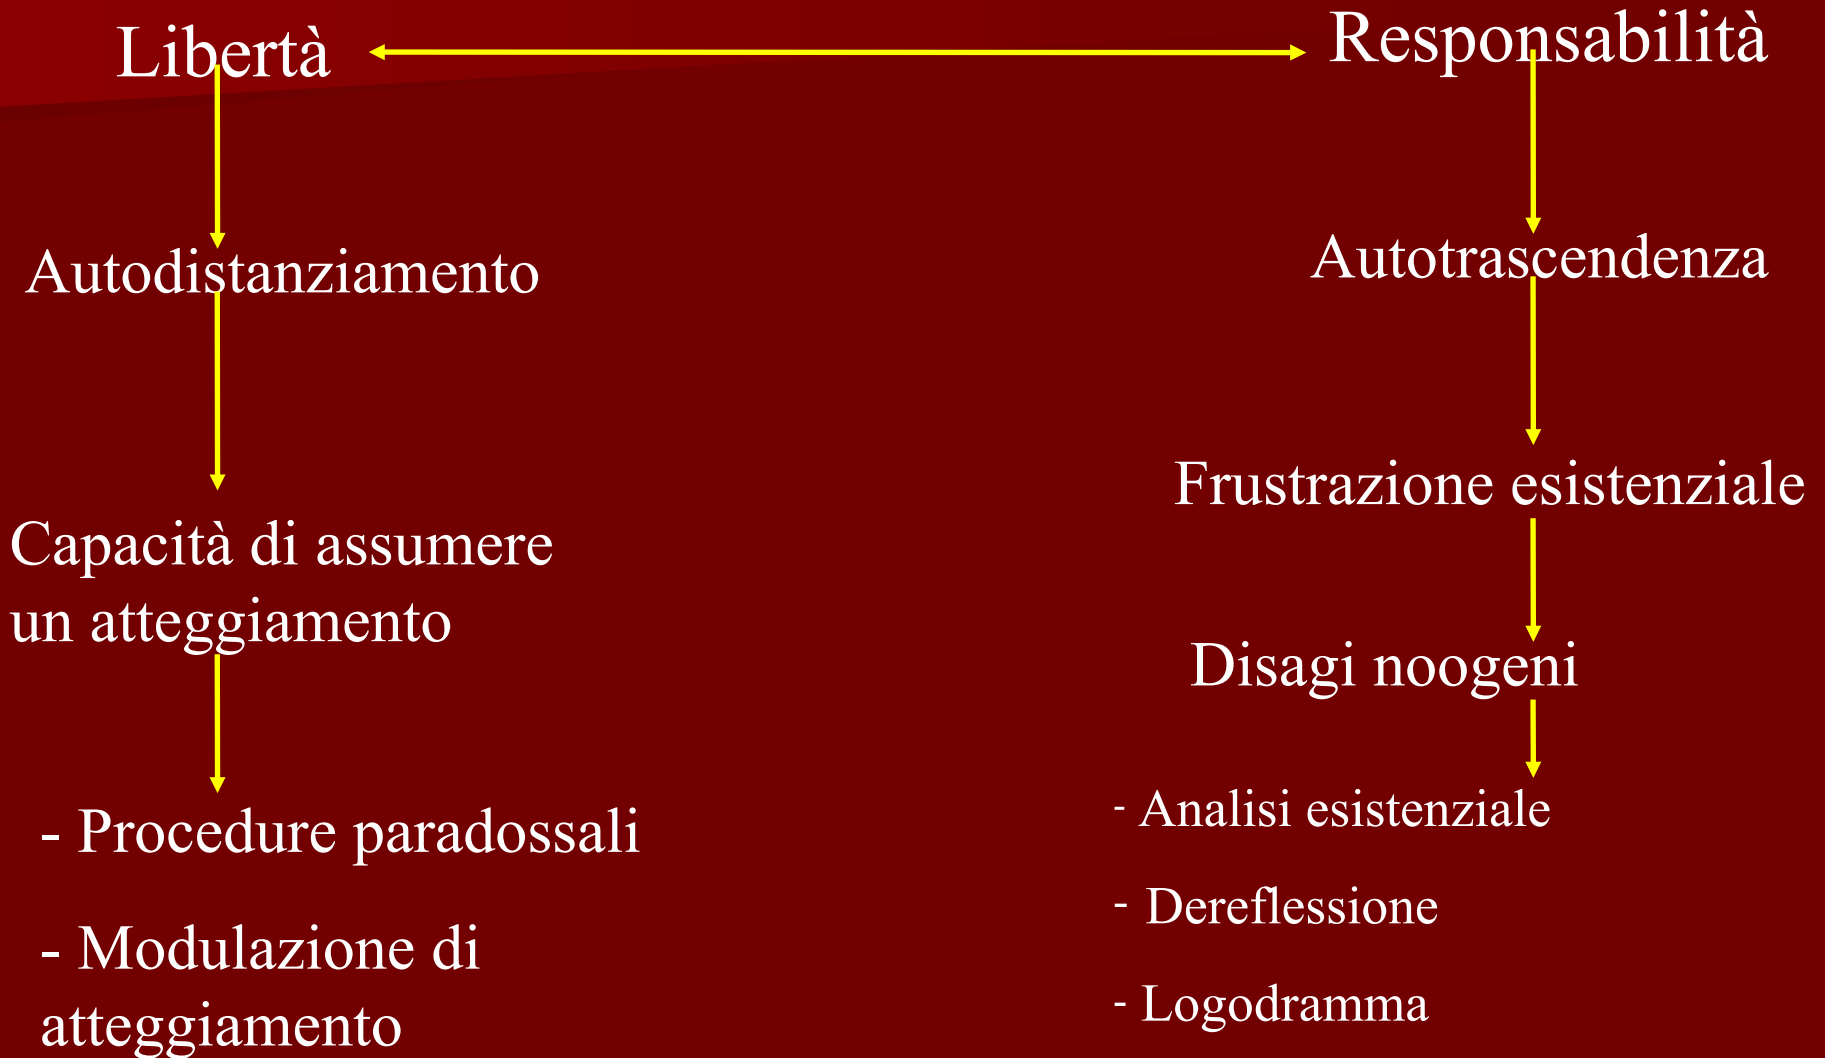 Libertà
Responsabilità
Autodistanziamento
Autotrascendenza
Frustrazione esistenziale
Capacità di assumere
un atteggiamento
Disagi noogeni
- Procedure paradossali
- Modulazione di
atteggiamento
- Analisi esistenziale
- Dereflessione
- Logodramma